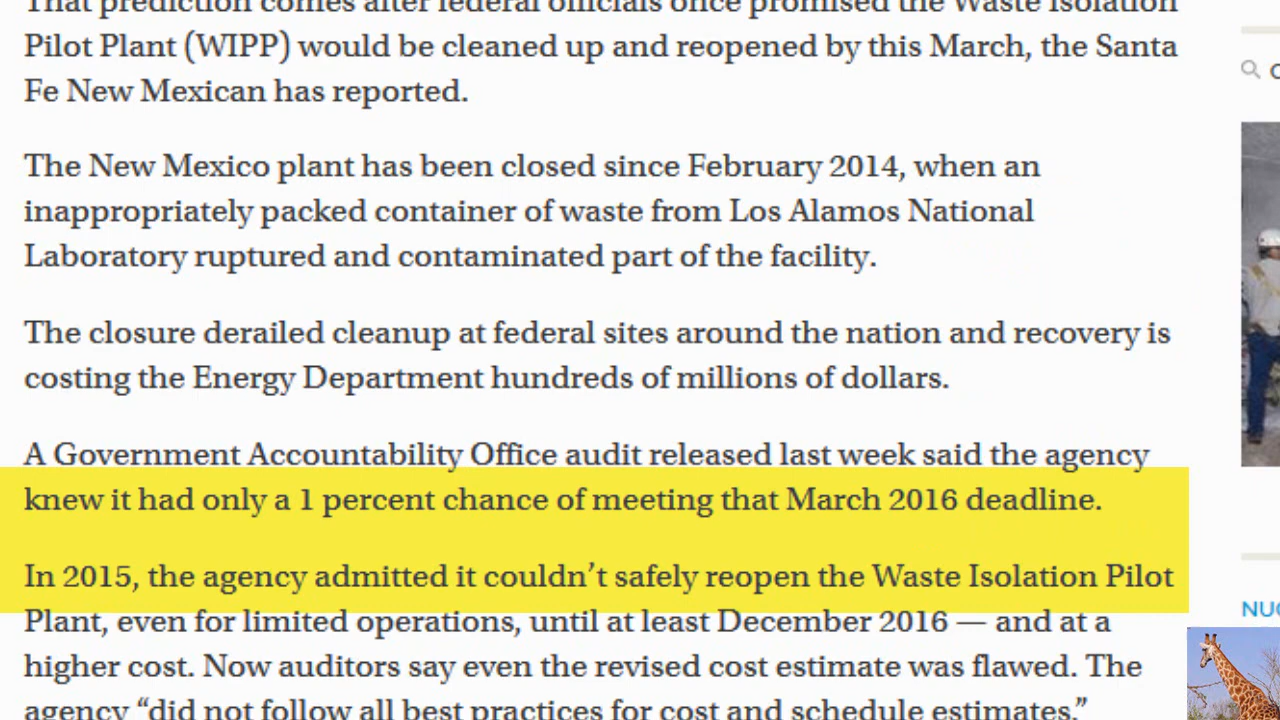 That prediction comes after federal officials once promised the Waste Isolation
Pilot Plant (WIPP) would be cleaned up and reopened by this March, the Santa
Fe New Mexican has reported.
The New Mexico plant has been closed since February 2014, when an
inappropriately packed container of waste from Los Alamos National
Laboratory ruptured and contaminated part of the facility.
The closure derailed cleanup at federal sites around the nation and recovery is
costing the Energy Department hundreds of millions of dollars.
A Government Accountability Office audit released last week said the agency
knew it had only a 1 percent chance of meeting that March 2016 deadline.
In 2015, the agency admitted it couldn’t safely reopen the Waste Isolation Pilot
Plant, even for limited operations, until at least December 2016 — and at a
higher cost. Now auditors say even the revised cost estimate was flawed. The
agency “did not follow all best practices for cost and schedule estimates.”